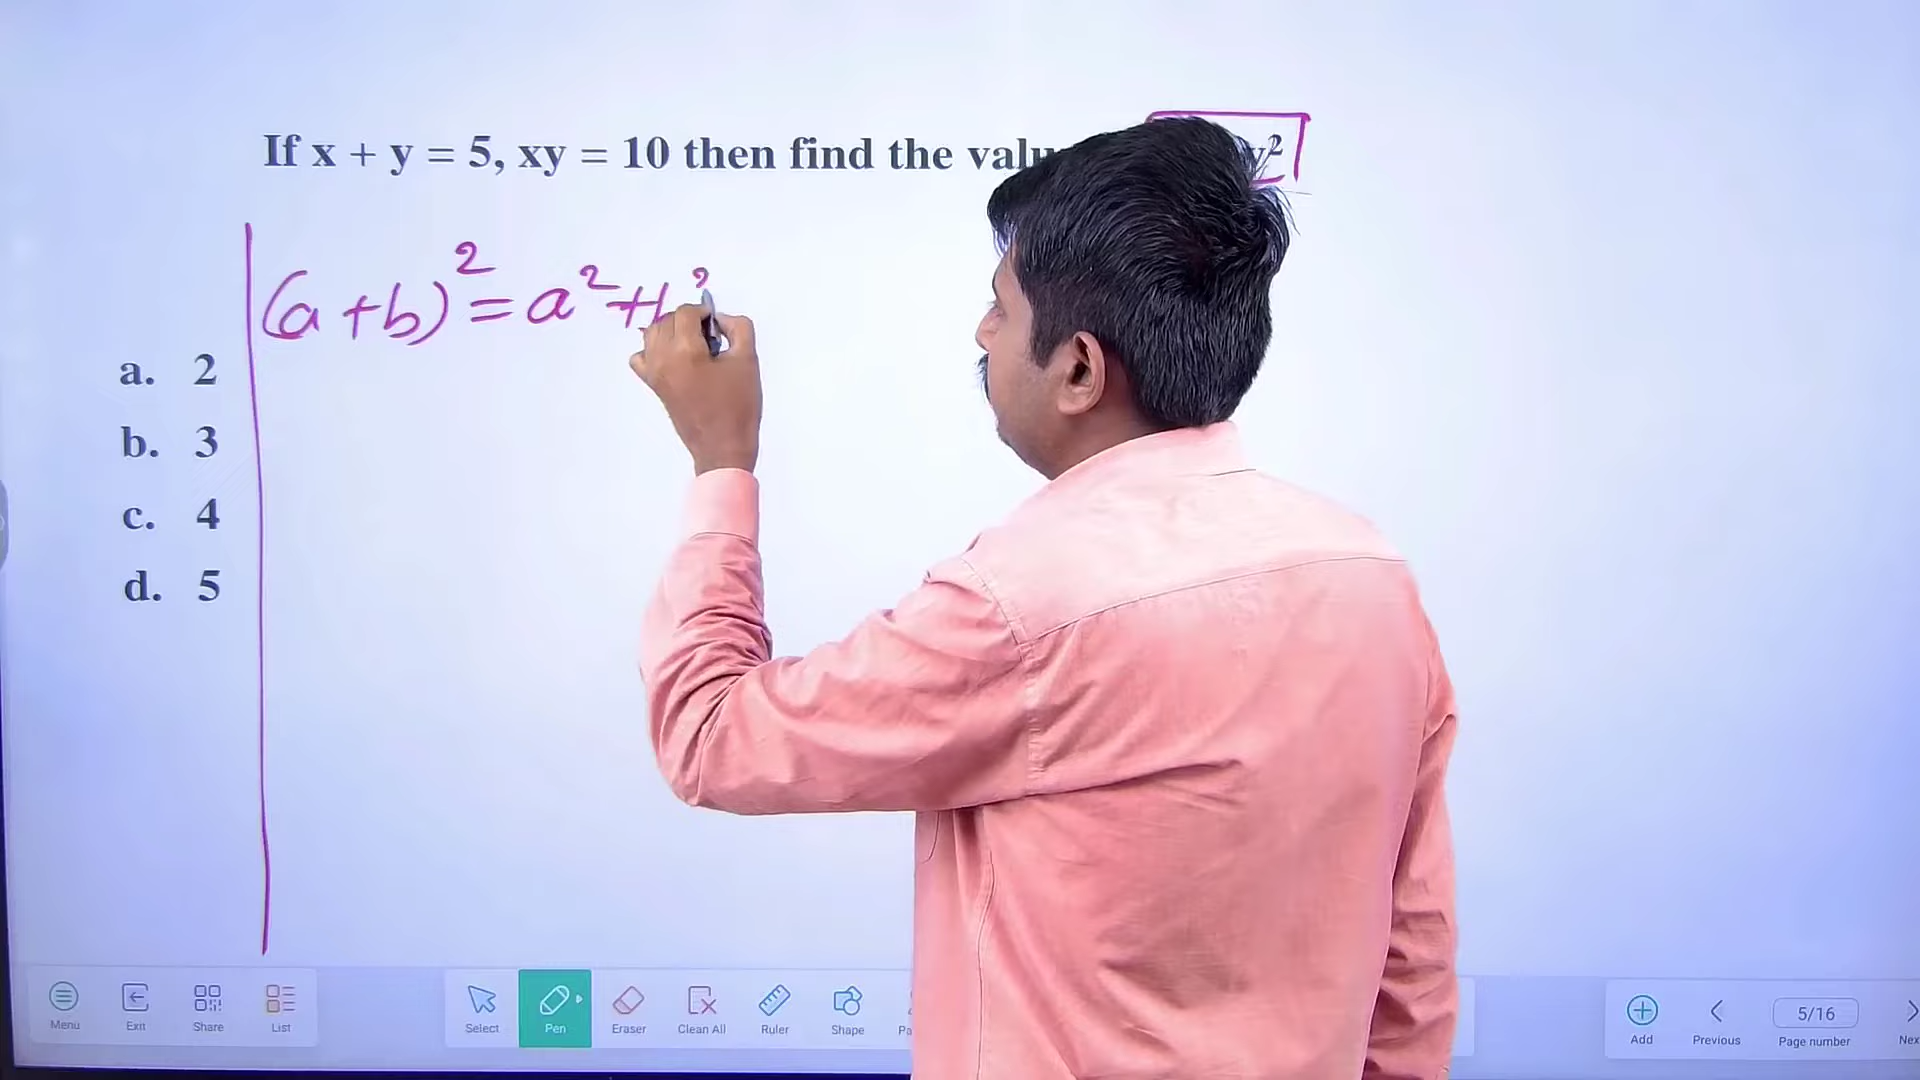 If x + y = 5, xy = 10 then find the y²
(a+b)² = a² +
a. 2
b. 3
c. 4
d. 5
Menu
Exit
Share
List
Select
Pen
Eraser
Clean All
Ruler
Shape
Add
Previous
5/16
Page number